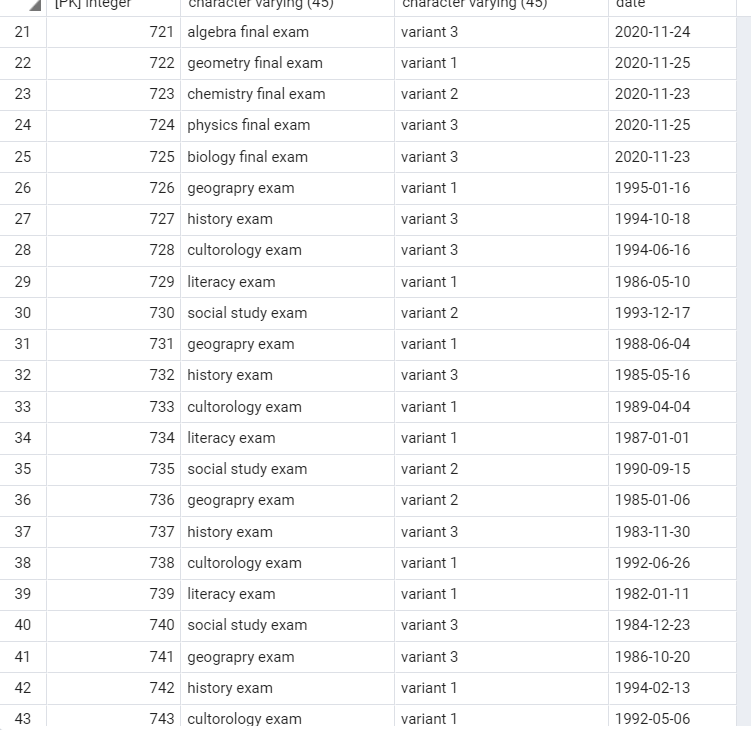 [PK] integer character varying (45) character varying (45) date
21 721 algebra final exam variant 3 2020-11-24
22 722 geometry final exam variant 1 2020-11-25
23 723 chemistry final exam variant 2 2020-11-23
24 724 physics final exam variant 3 2020-11-25
25 725 biology final exam variant 3 2020-11-23
26 726 geograpry exam variant 1 1995-01-16
27 727 history exam variant 3 1994-10-18
28 728 cultorology exam variant 3 1994-06-16
29 729 literacy exam variant 1 1986-05-10
30 730 social study exam variant 2 1993-12-17
31 731 geograpry exam variant 1 1988-06-04
32 732 history exam variant 3 1985-05-16
33 733 cultorology exam variant 1 1989-04-04
34 734 literacy exam variant 1 1987-01-01
35 735 social study exam variant 2 1990-09-15
36 736 geograpry exam variant 2 1985-01-06
37 737 history exam variant 3 1983-11-30
38 738 cultorology exam variant 1 1992-06-26
39 739 literacy exam variant 1 1982-01-11
40 740 social study exam variant 3 1984-12-23
41 741 geograpry exam variant 3 1986-10-20
42 742 history exam variant 1 1994-02-13
43 743 cultorology exam variant 1 1992-05-06